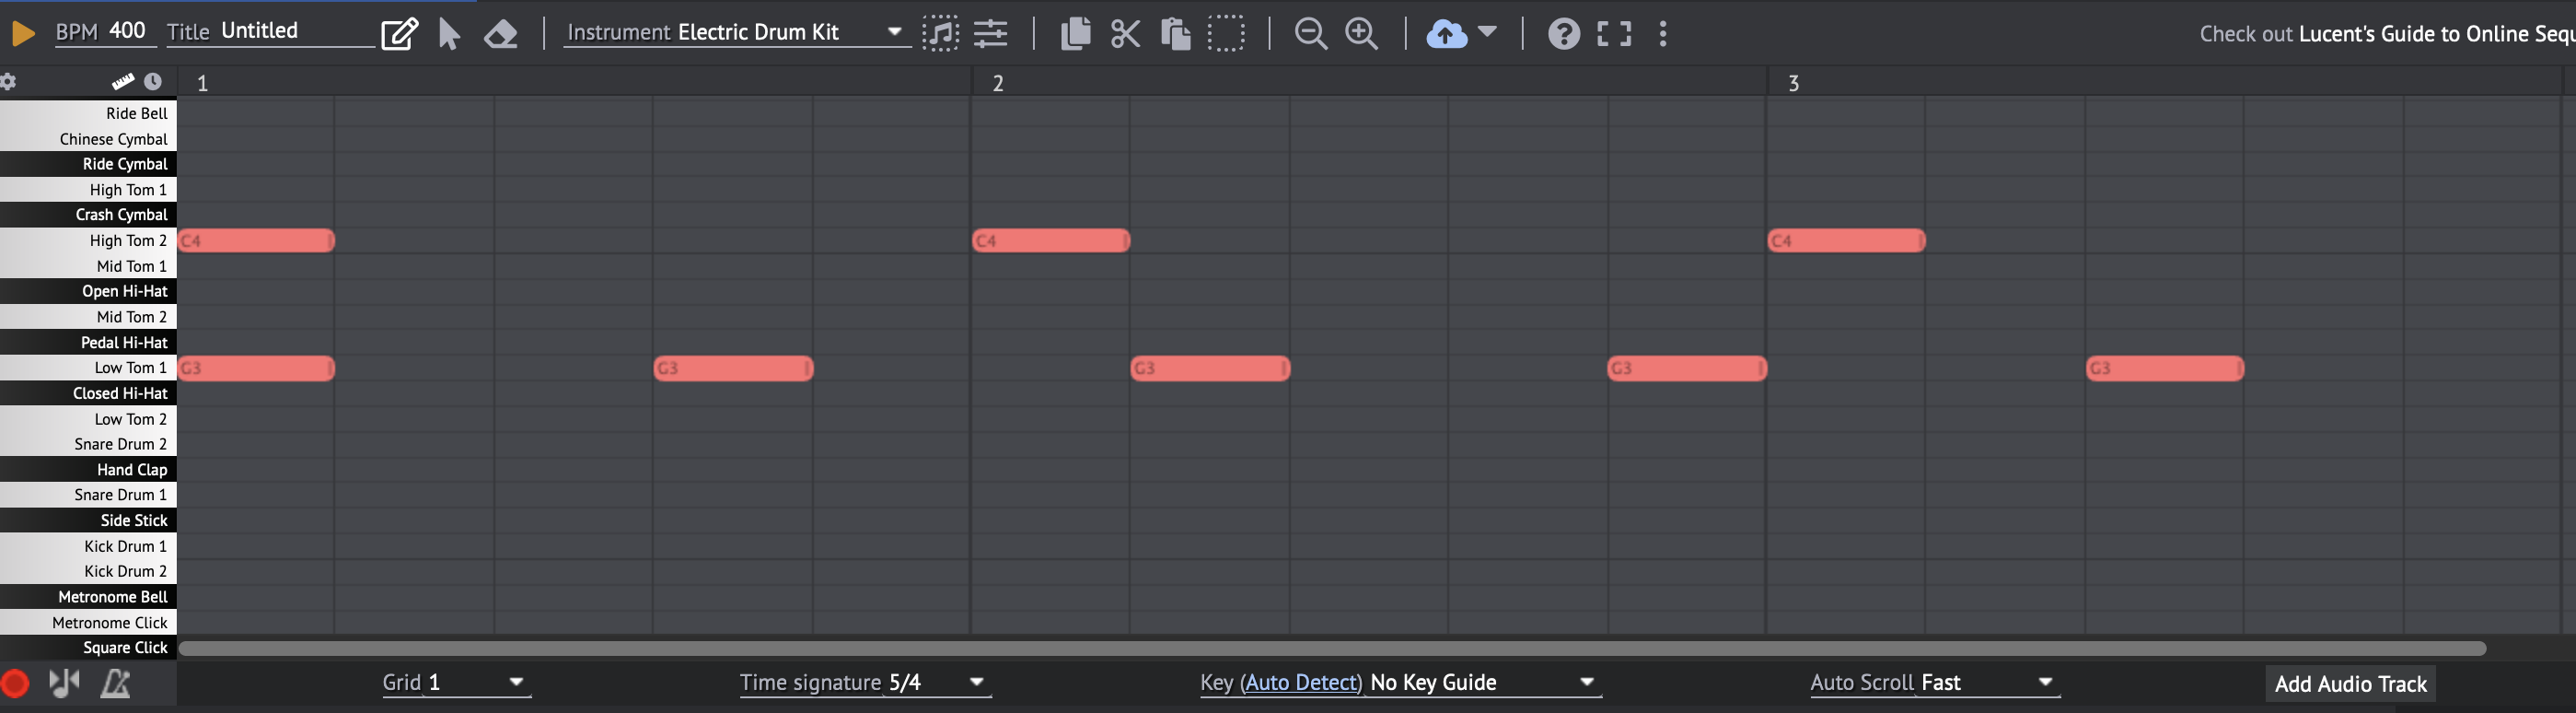 BPM 400 Title Untitled Instrument Electric Drum Kit Check out Lucent's Guide to Online Sequ
1 2 3
Ride Bell
Chinese Cymbal
Ride Cymbal
High Tom 1
Crash Cymbal
High Tom 2 C4 C4 C4
Mid Tom 1
Open Hi-Hat
Mid Tom 2
Pedal Hi-Hat
Low Tom 1 G3 G3 G3 G3 G3
Closed Hi-Hat
Low Tom 2
Snare Drum 2
Hand Clap
Snare Drum 1
Side Stick
Kick Drum 1
Kick Drum 2
Metronome Bell
Metronome Click
Square Click
Grid 1 Time signature 5/4 Key (Auto Detect) No Key Guide Auto Scroll Fast Add Audio Track